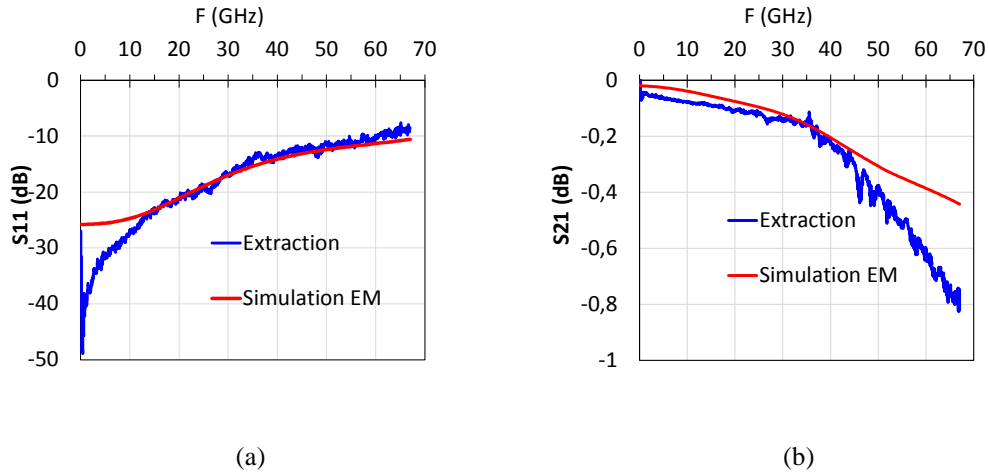 F (GHz)
0 10 20 30 40 50 60 70
0
-10
-20
-30
-40
-50
S11 (dB)
Extraction
Simulation EM
(a)
F (GHz)
0 10 20 30 40 50 60 70
0
-0,2
-0,4
-0,6
-0,8
-1
S21 (dB)
Extraction
Simulation EM
(b)